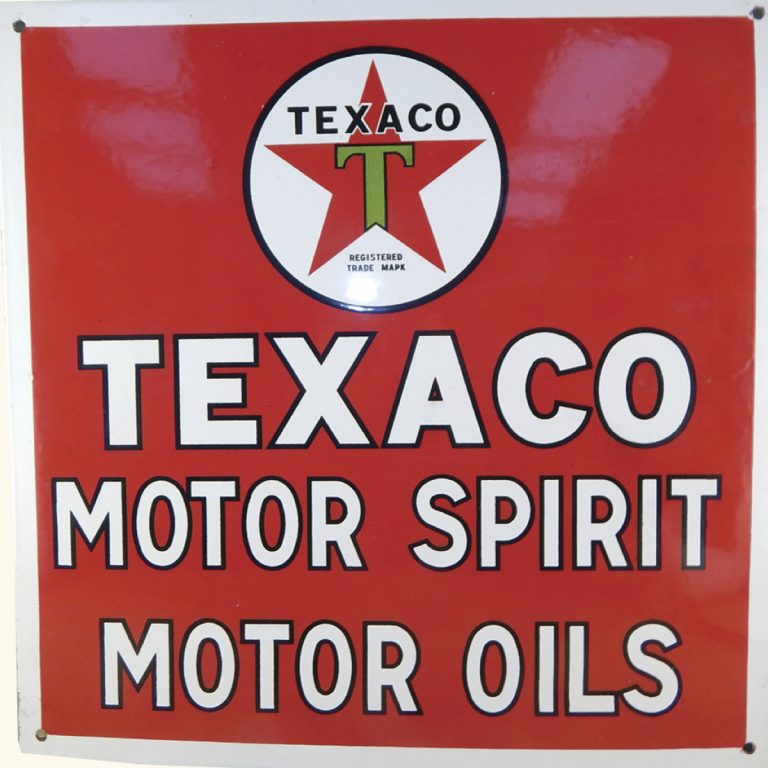 TEXACO
T
REGISTERED
TRADE MAPK
TEXACO
MOTOR SPIRIT
MOTOR OILS